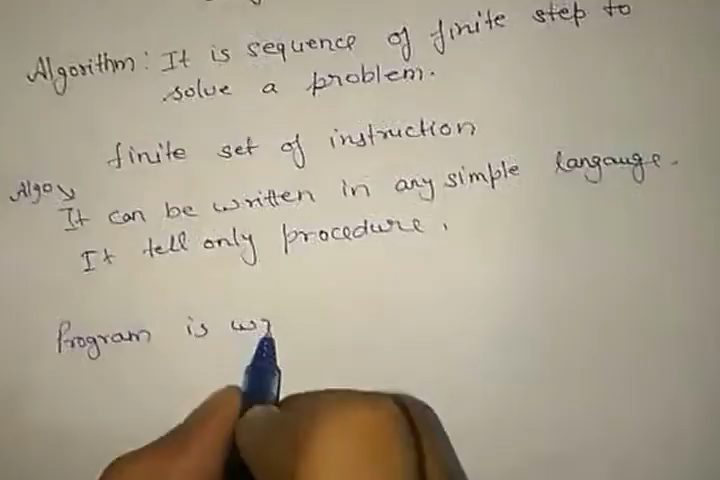 Algorithm: It is sequence of finite step to
solve a problem.
finite set of instruction
Algo
It can be written in any simple langauge.
It tell only procedure.
Program is wr